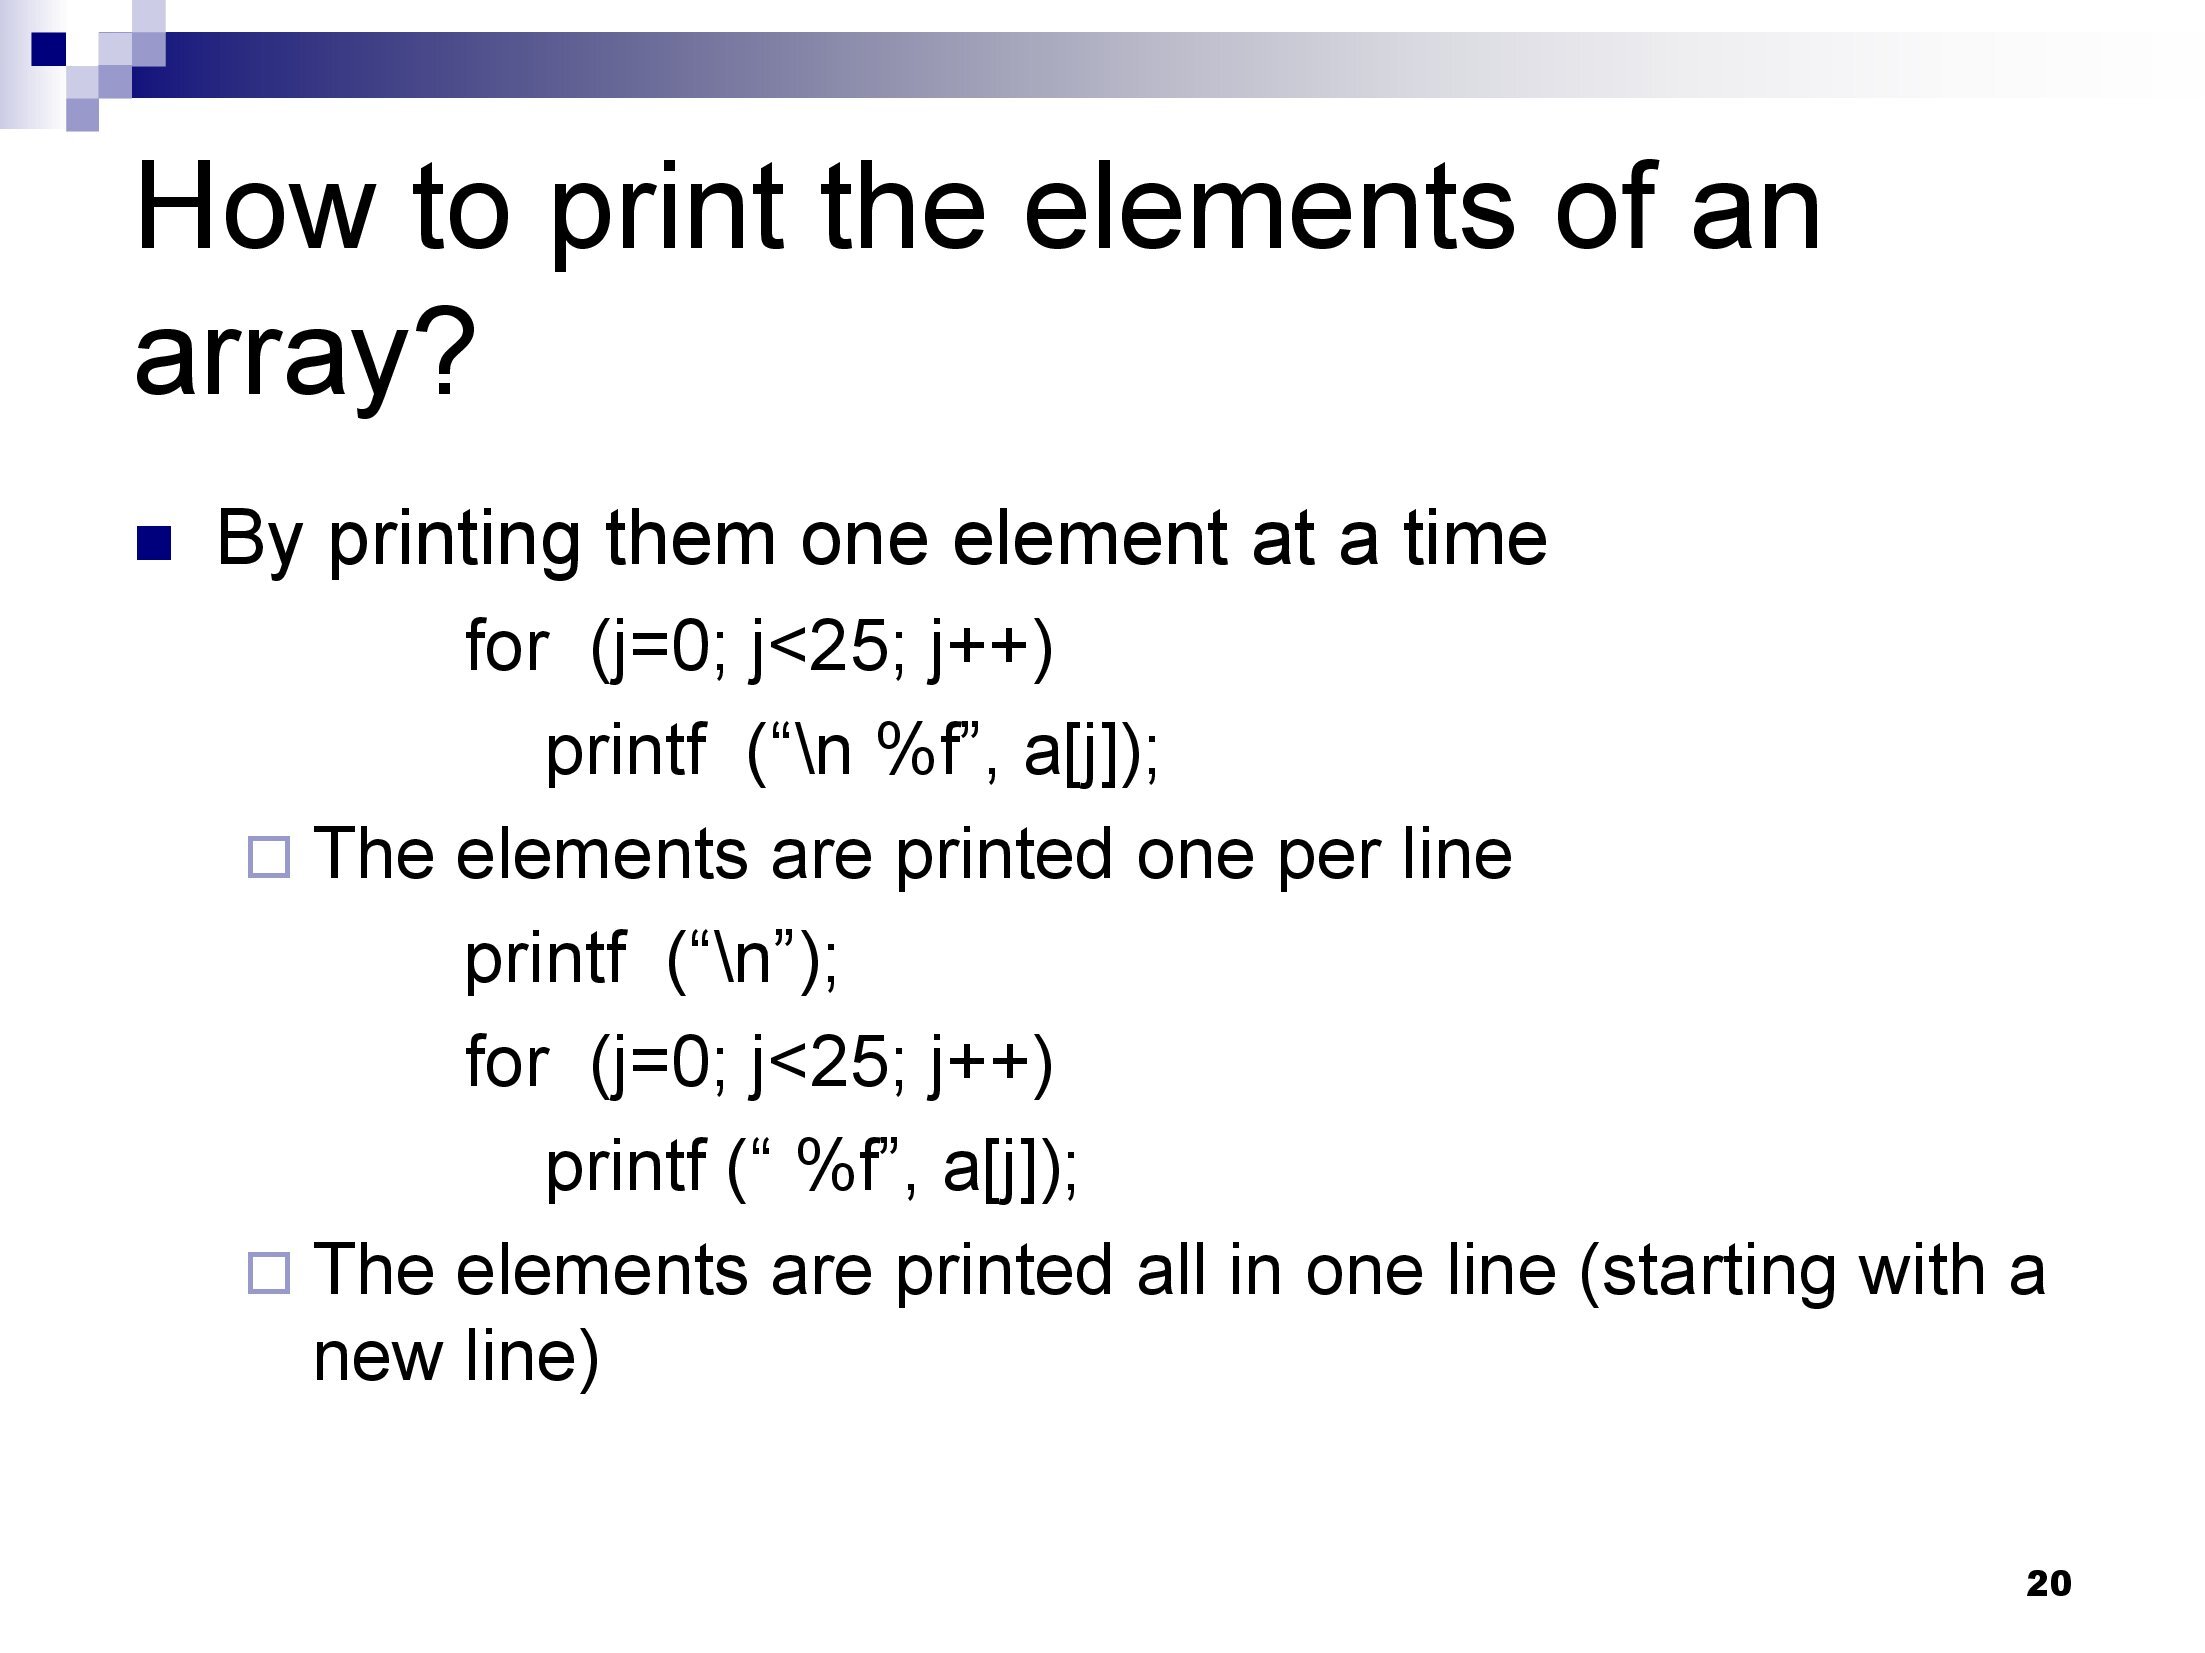 How to print the elements of an
array?
By printing them one element at a time
for (j=0; j<25; j++)
printf (“\n %f”, a[j]);
The elements are printed one per line
printf (“\n”);
for (j=0; j<25; j++)
printf (“ %f”, a[j]);
The elements are printed all in one line (starting with a
new line)
20